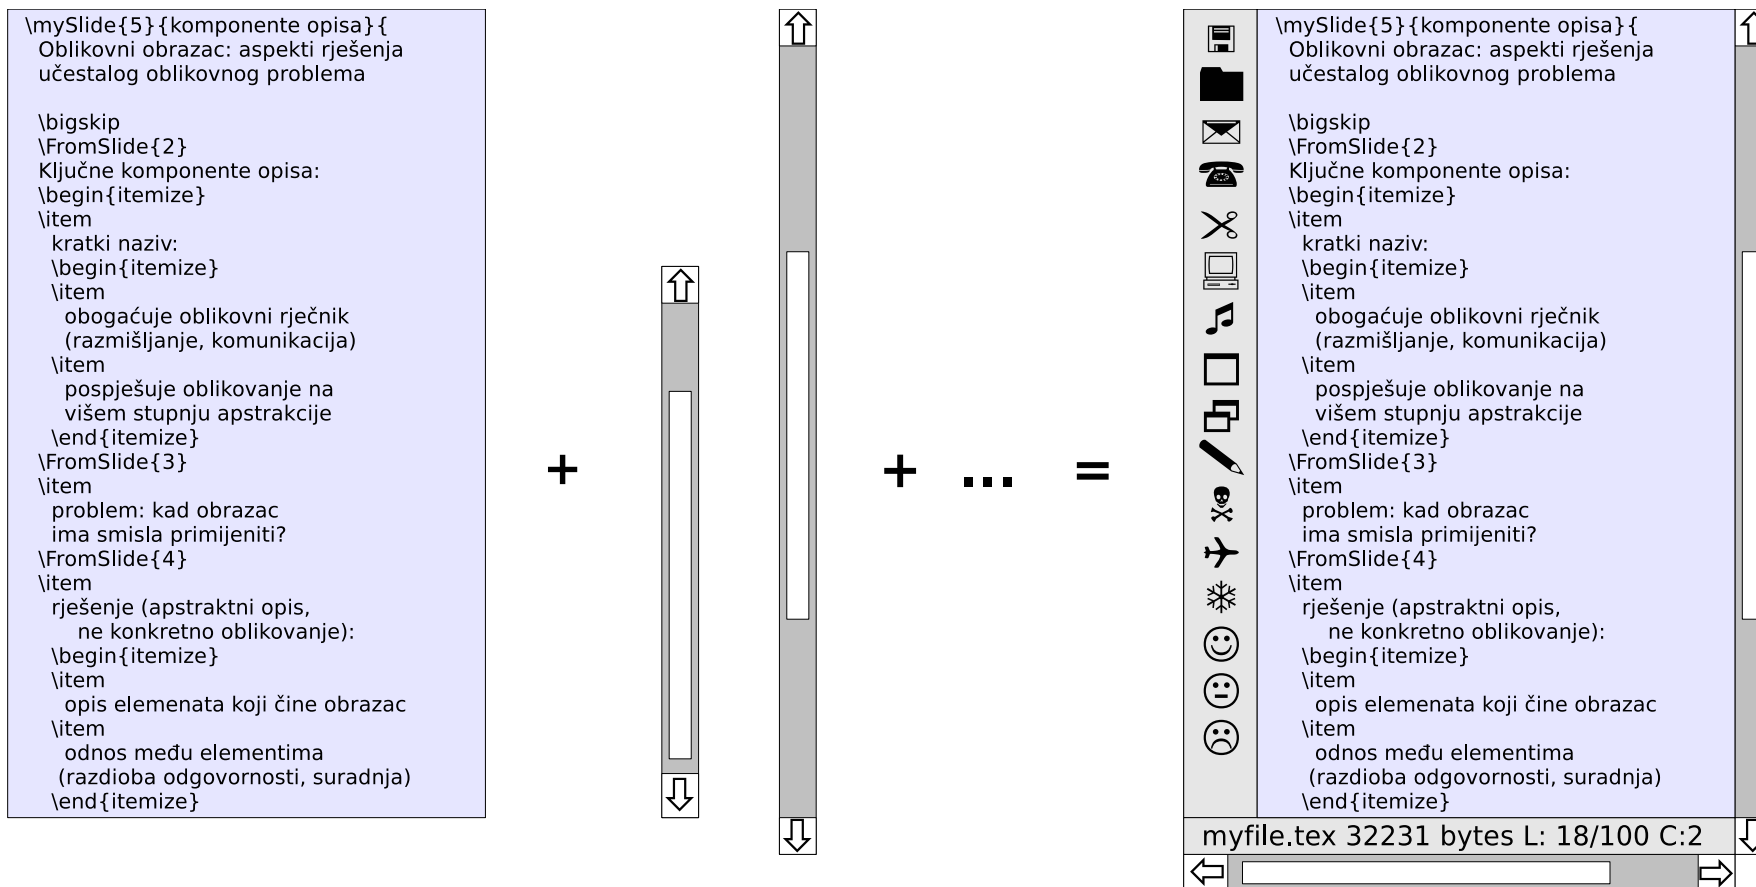 \mySlide{5}{komponente opisa}{
Oblikovni obrazac: aspekti rješenja
učestalog oblikovnog problema
\bigskip
\FromSlide{2}
Ključne komponente opisa:
\begin{itemize}
\item
kratki naziv:
\begin{itemize}
\item
obogaćuje oblikovni rječnik
(razmišljanje, komunikacija)
\item
pospješuje oblikovanje na
višem stupnju apstrakcije
\end{itemize}
\FromSlide{3}
\item
problem: kad obrazac
ima smisla primijeniti?
\FromSlide{4}
\item
rješenje (apstraktni opis,
ne konkretno oblikovanje):
\begin{itemize}
\item
opis elemenata koji čine obrazac
\item
odnos među elementima
(razdioba odgovornosti, suradnja)
\end{itemize}
+
+ ... =
\mySlide{5}{komponente opisa}{
Oblikovni obrazac: aspekti rješenja
učestalog oblikovnog problema
\bigskip
\FromSlide{2}
Ključne komponente opisa:
\begin{itemize}
\item
kratki naziv:
\begin{itemize}
\item
obogaćuje oblikovni rječnik
(razmišljanje, komunikacija)
\item
pospješuje oblikovanje na
višem stupnju apstrakcije
\end{itemize}
\FromSlide{3}
\item
problem: kad obrazac
ima smisla primijeniti?
\FromSlide{4}
\item
rješenje (apstraktni opis,
ne konkretno oblikovanje):
\begin{itemize}
\item
opis elemenata koji čine obrazac
\item
odnos među elementima
(razdioba odgovornosti, suradnja)
\end{itemize}
myfile.tex 32231 bytes L: 18/100 C:2